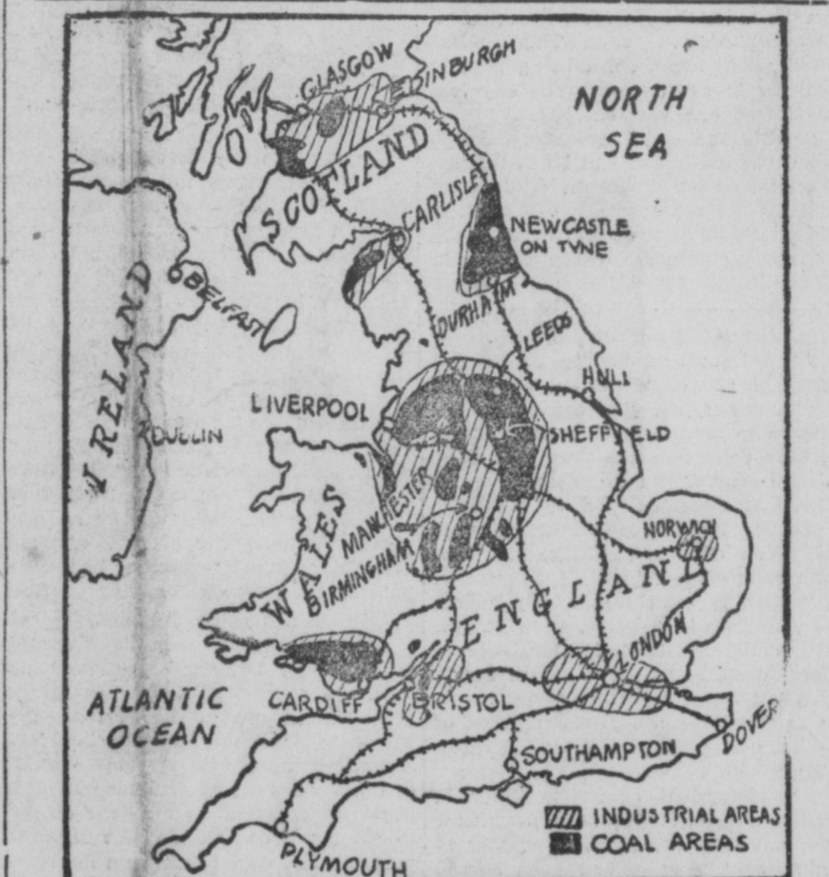 GLASGOW
EDINBURGH
NORTH
SEA
SCOTLAND
CARLISLE
NEWCASTLE
ON TYNE
BELFAST
DURHAM
LEEDS
IRELAND
HULL
LIVERPOOL
DUBLIN
SHEFFIELD
MANCHESTER
NORWICH
WALES
BIRMINGHAM
ENGLAND
LONDON
ATLANTIC
OCEAN
CARDIFF
BRISTOL
DOVER
SOUTHAMPTON
INDUSTRIAL AREAS
COAL AREAS
PLYMOUTH